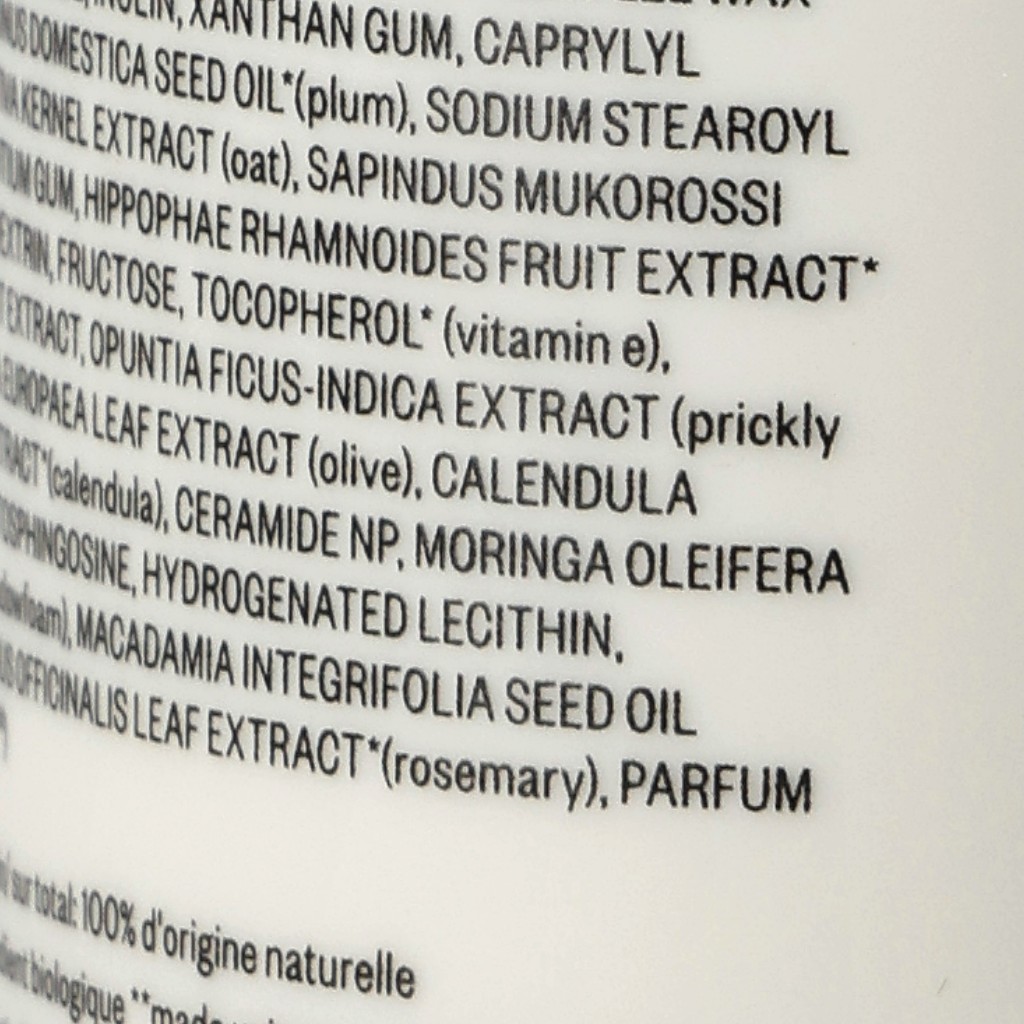 XANTHAN GUM, CAPRYLYL
DOMESTICA SEED OIL*(plum), SODIUM STEAROYL
KERNEL EXTRACT (oat), SAPINDUS MUKOROSSI
GUM, HIPPOPHAE RHAMNOIDES FRUIT EXTRACT*
FRUCTOSE, TOCOPHEROL* (vitamin e),
EXTRACT, OPUNTIA FICUS-INDICA EXTRACT (prickly
EUROPAEA LEAF EXTRACT (olive), CALENDULA
(calendula), CERAMIDE NP, MORINGA OLEIFERA
HYDROGENATED LECITHIN,
MACADAMIA INTEGRIFOLIA SEED OIL
OFFICINALIS LEAF EXTRACT*(rosemary), PARFUM
sur total: 100% d'origine naturelle
biologique **made